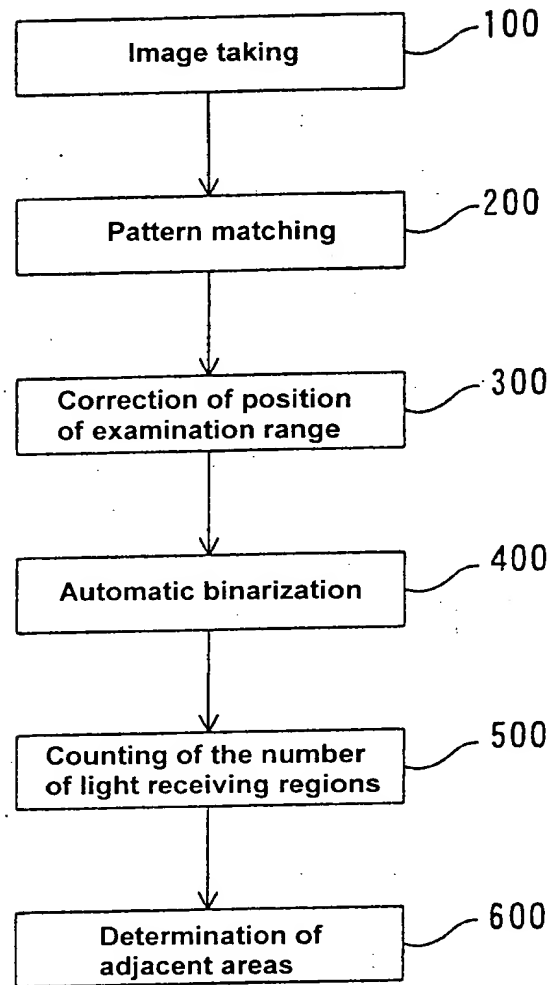 100
Image taking
200
Pattern matching
300
Correction of position
of examination range
400
Automatic binarization
500
Counting of the number
of light receiving regions
600
Determination of
adjacent areas